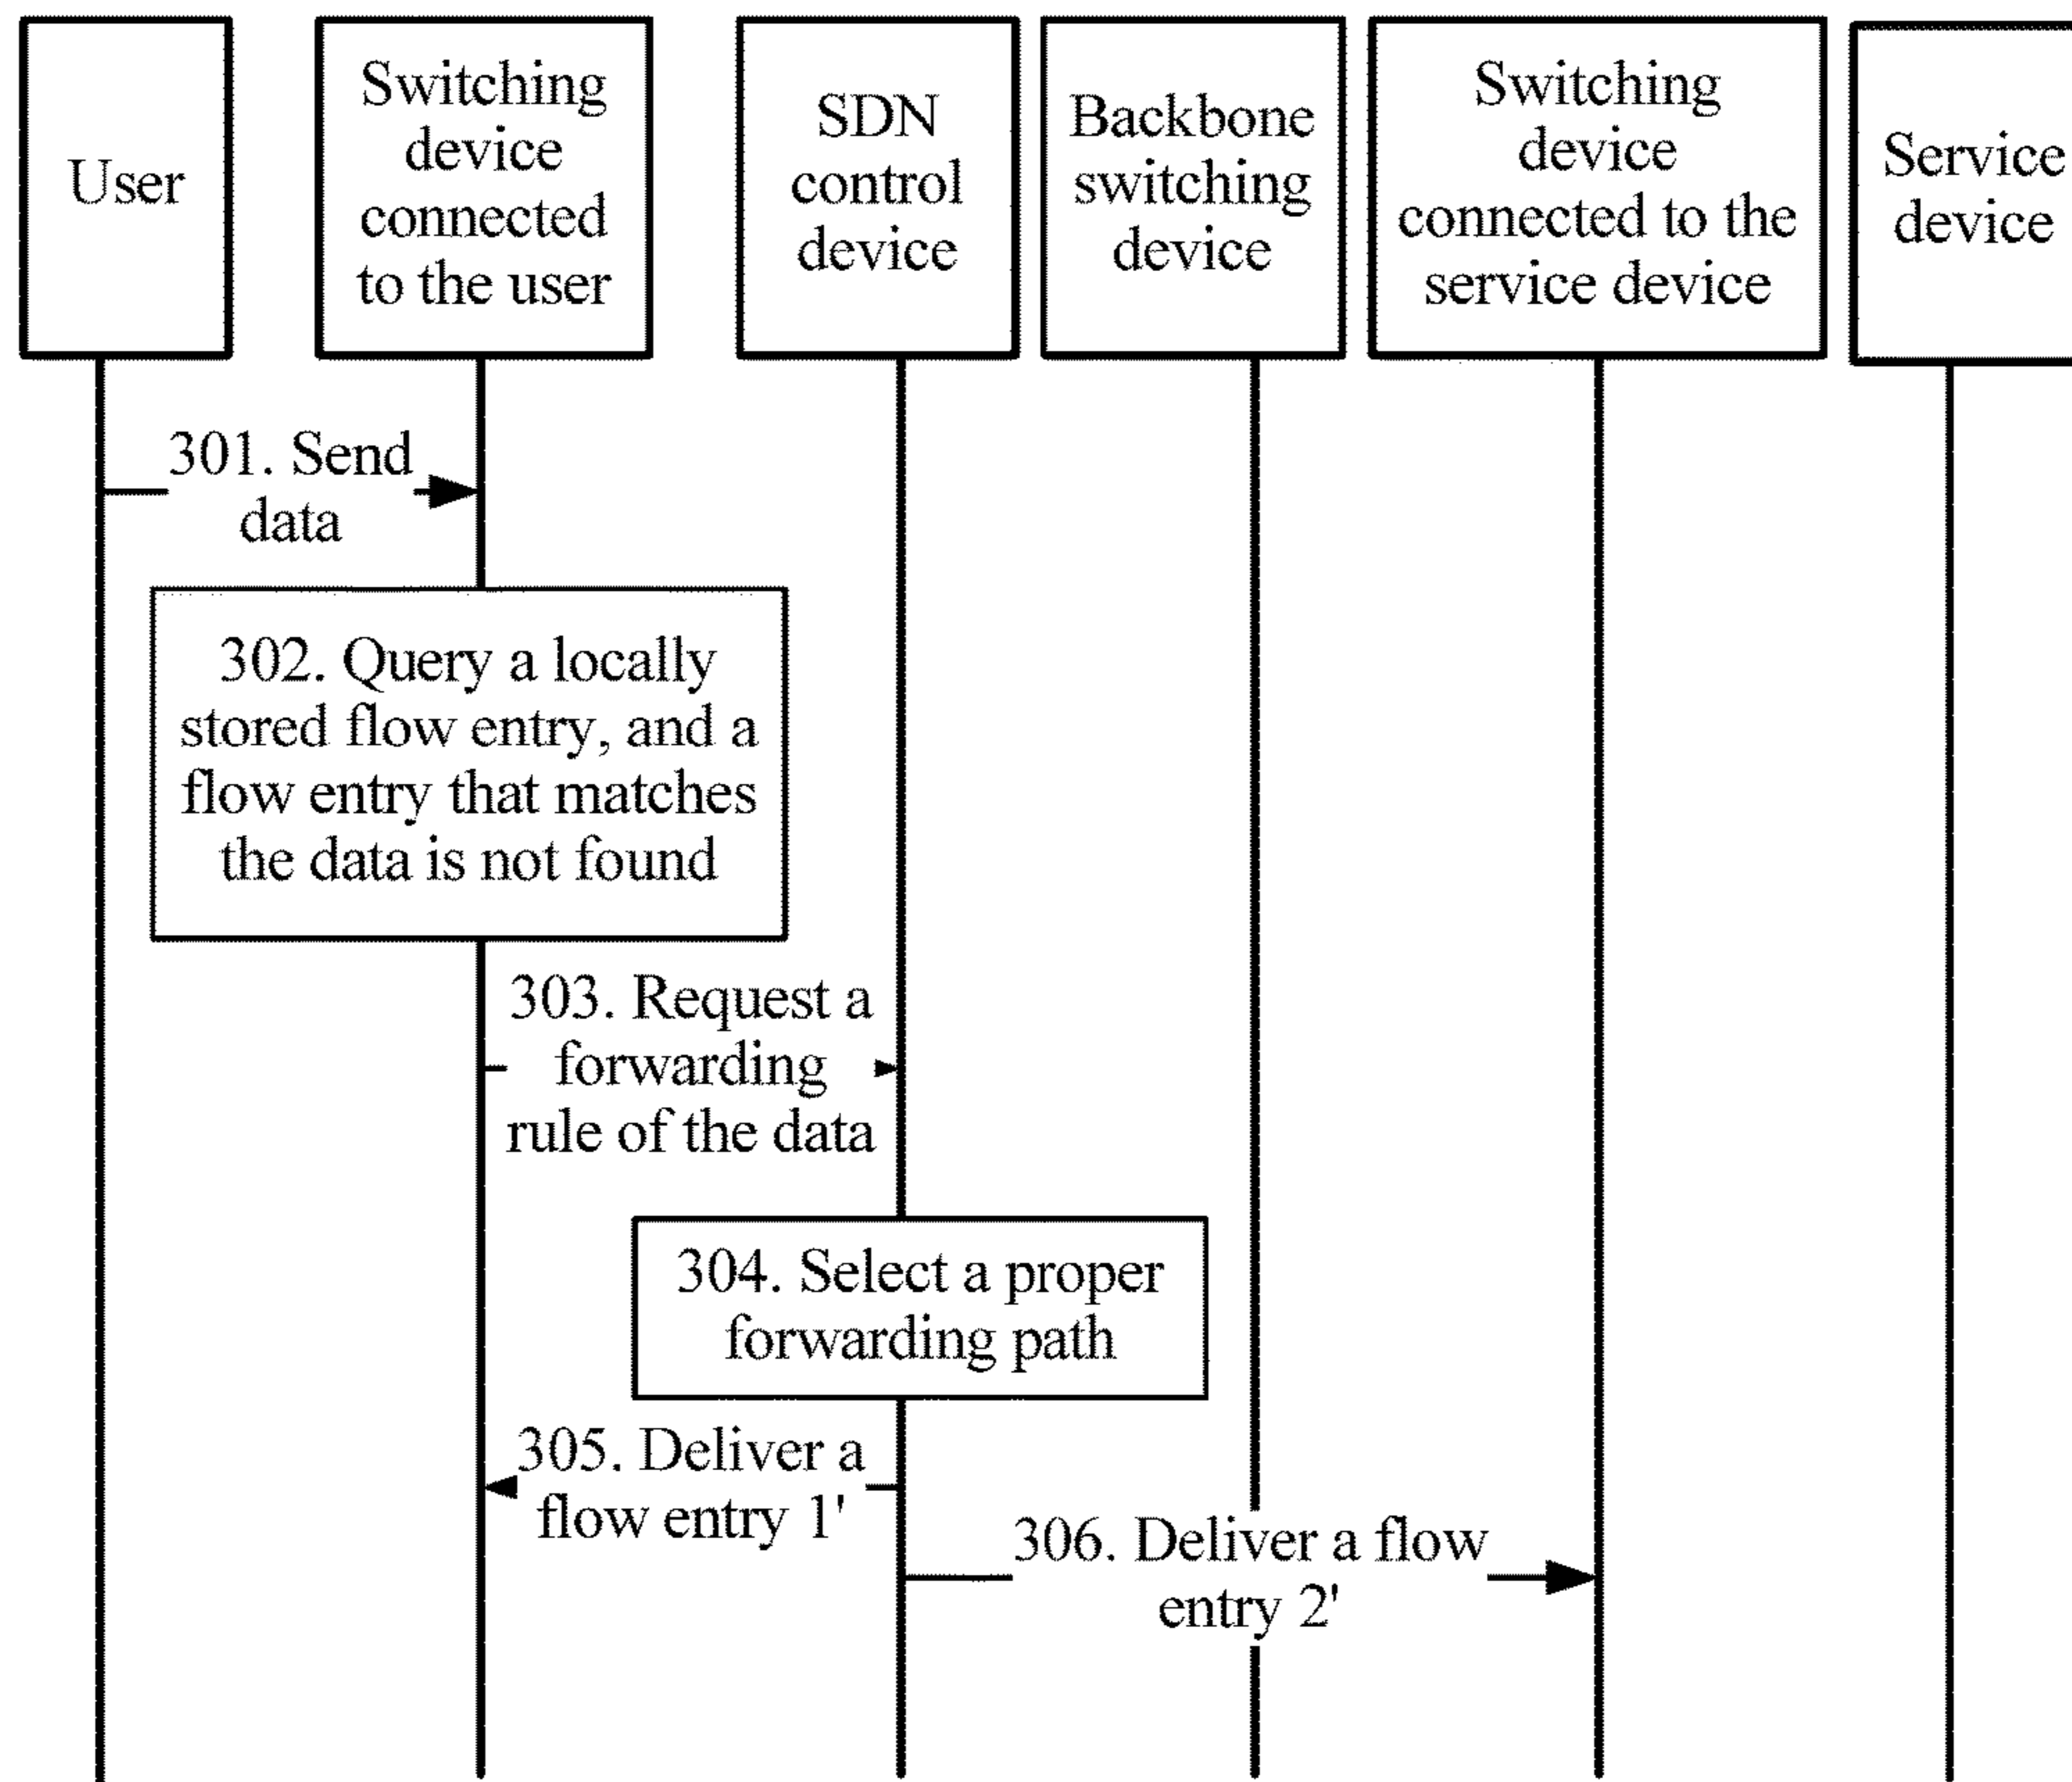 User
Switching
device
connected
to the user
SDN
control
device
Backbone
switching
device
Switching
device
connected to the
service device
Service
device
301. Send
data
302. Query a locally
stored flow entry, and a
flow entry that matches
the data is not found
303. Request a
forwarding
rule of the data
304. Select a proper
forwarding path
305. Deliver a
flow entry 1'
306. Deliver a flow
entry 2'